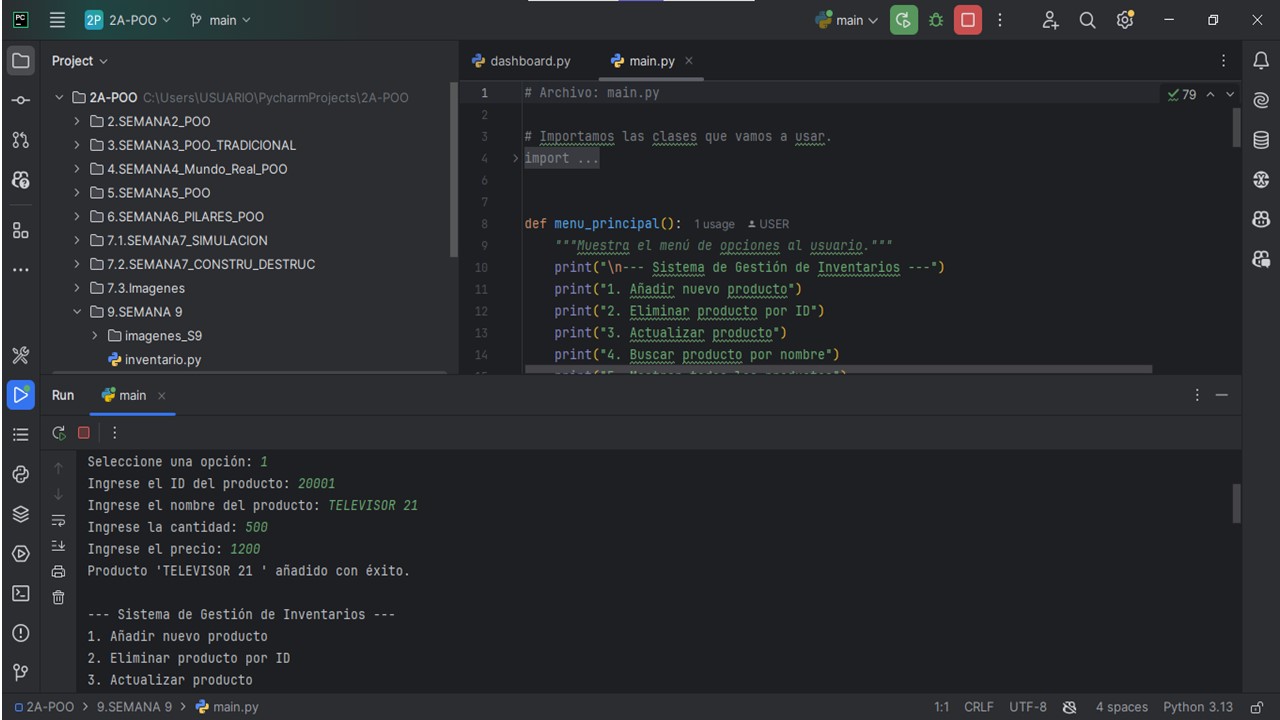 2P 2A-POO main main
Project
2A-POO C:\Users\USUARIO\PycharmProjects\2A-POO
2.SEMANA2_POO
3.SEMANA3_POO_TRADICIONAL
4.SEMANA4_Mundo_Real_POO
5.SEMANA5_POO
6.SEMANA6_PILARES_POO
7.1.SEMANA7_SIMULACION
7.2.SEMANA7_CONSTRU_DESTRUC
7.3.Imagenes
9.SEMANA 9
imagenes_S9
inventario.py
dashboard.py main.py
79
1 # Archivo: main.py
2
3 # Importamos las clases que vamos a usar.
4 import ...
6
7
8 def menu_principal(): 1 usage USER
9 """Muestra el menú de opciones al usuario."""
10 print("\n--- Sistema de Gestión de Inventarios ---")
11 print("1. Añadir nuevo producto")
12 print("2. Eliminar producto por ID")
13 print("3. Actualizar producto")
14 print("4. Buscar producto por nombre")
Run main
Seleccione una opción: 1
Ingrese el ID del producto: 20001
Ingrese el nombre del producto: TELEVISOR 21
Ingrese la cantidad: 500
Ingrese el precio: 1200
Producto 'TELEVISOR 21 ' añadido con éxito.
--- Sistema de Gestión de Inventarios ---
1. Añadir nuevo producto
2. Eliminar producto por ID
3. Actualizar producto
2A-POO > 9.SEMANA 9 > main.py 1:1 CRLF UTF-8 4 spaces Python 3.13